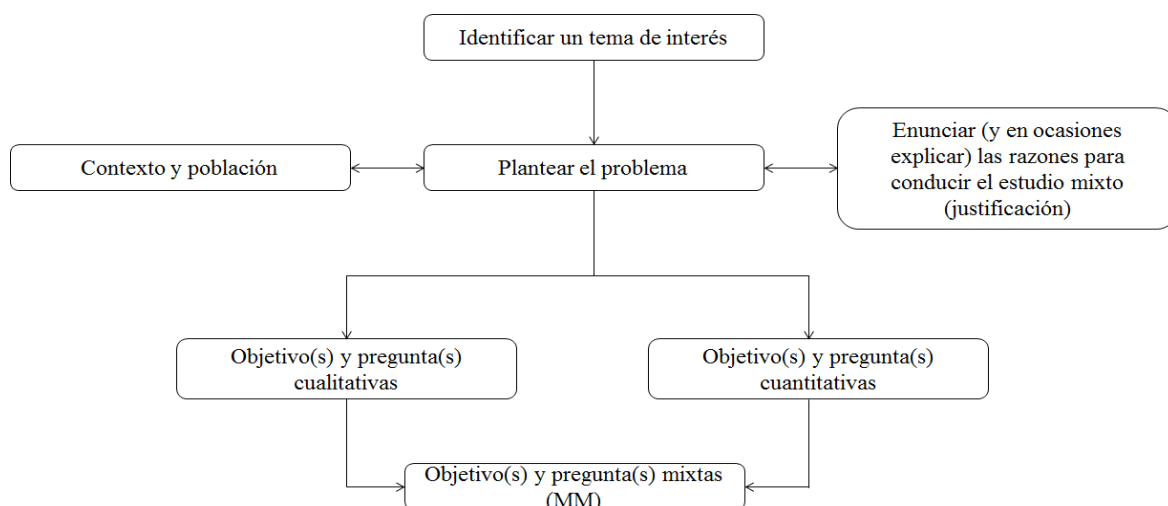 Identificar un tema de interés
Contexto y población
Plantear el problema
Enunciar (y en ocasiones
explicar) las razones para
conducir el estudio mixto
(justificación)
Objetivo(s) y pregunta(s)
cualitativas
Objetivo(s) y pregunta(s)
cuantitativas
Objetivo(s) y pregunta(s) mixtas
(MM)